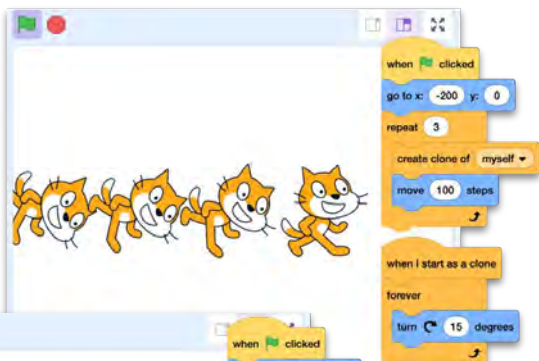 when clicked
go to x: -200 y: 0
repeat 3
create clone of myself
move 100 steps
when I start as a clone
forever
turn 15 degrees
when clicked